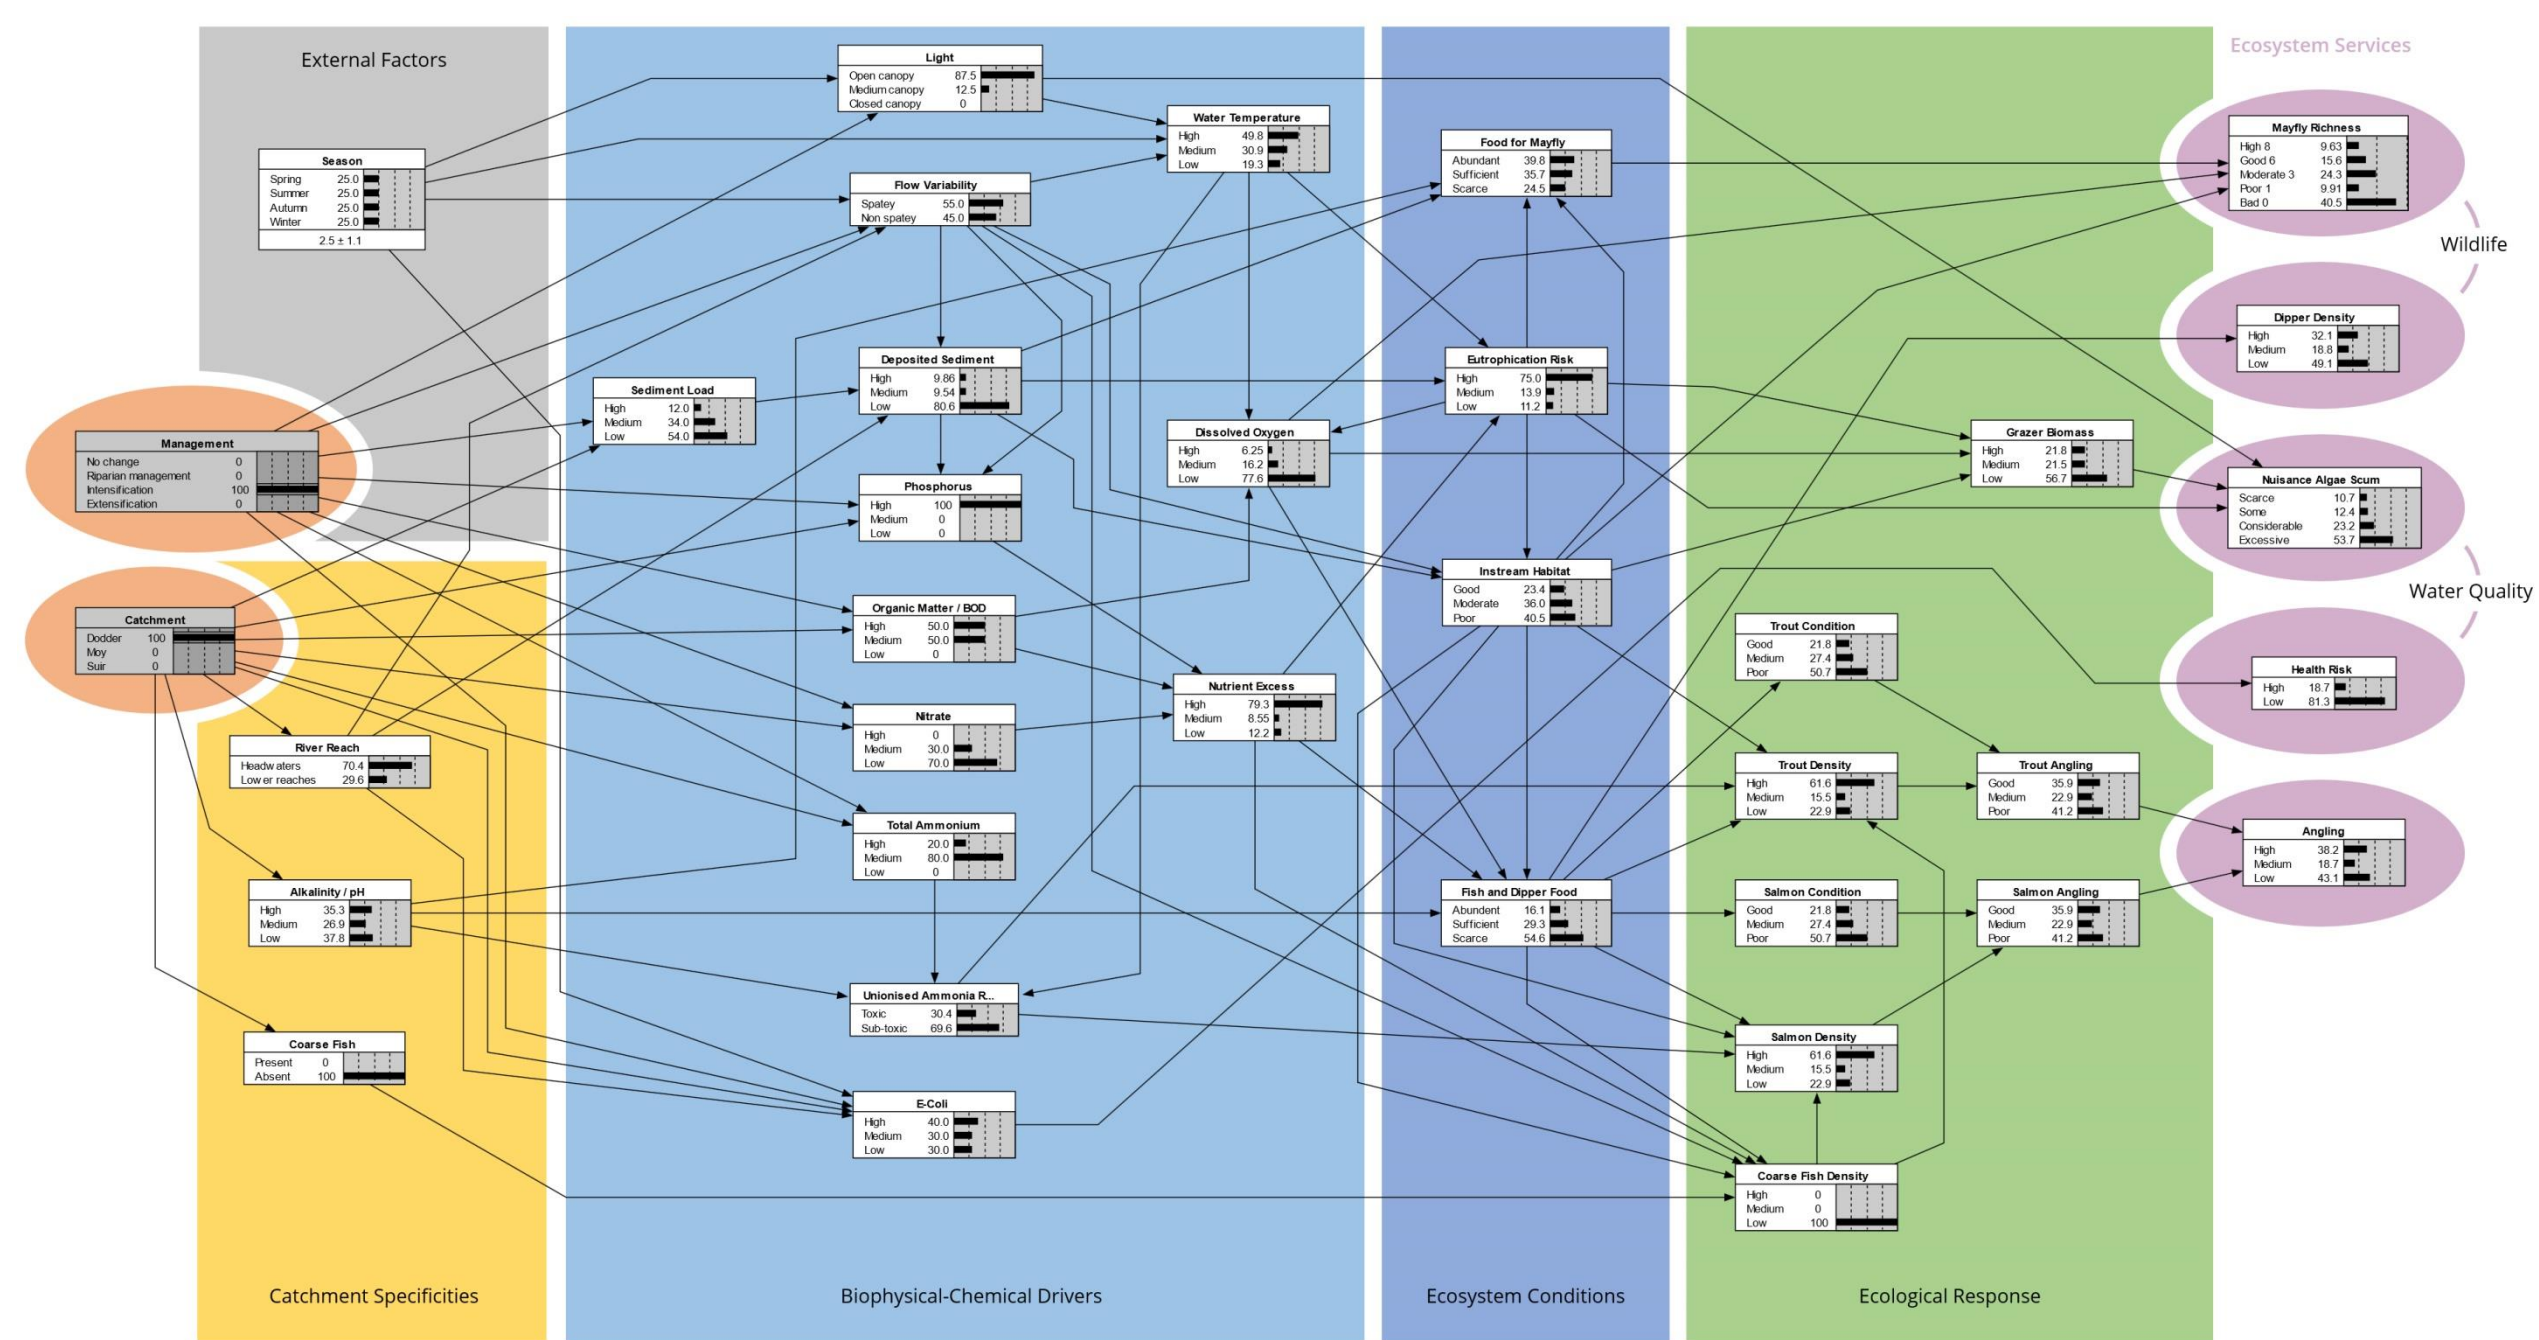 External Factors
Season
Spring 25.0
Summer 25.0
Autumn 25.0
Winter 25.0
2.5 ± 1.1
Management
No change 0
Riparian management 0
Intensification 100
Extensification 0
Catchment
Dodder 100
Moy 0
Suir 0
River Reach
Headwaters 70.4
Lower reaches 29.6
Alkalinity / pH
High 35.3
Medium 26.9
Low 37.8
Coarse Fish
Present 0
Absent 100
Catchment Specificities
Light
Open canopy 87.5
Medium canopy 12.5
Closed canopy 0
Water Temperature
High 49.8
Medium 30.9
Low 19.3
Flow Variability
Spatey 55.0
Non spatey 45.0
Deposited Sediment
High 9.86
Medium 9.54
Low 80.6
Sediment Load
High 12.0
Medium 34.0
Low 54.0
Dissolved Oxygen
High 6.25
Medium 16.2
Low 77.6
Phosphorus
High 100
Medium 0
Low 0
Organic Matter / BOD
High 50.0
Medium 50.0
Low 0
Nutrient Excess
High 79.3
Medium 8.55
Low 12.2
Nitrate
High 0
Medium 30.0
Low 70.0
Total Ammonium
High 20.0
Medium 80.0
Low 0
Unionised Ammonia R...
Toxic 30.4
Sub-toxic 69.6
E-Coli
High 40.0
Medium 30.0
Low 30.0
Biophysical-Chemical Drivers
Food for Mayfly
Abundant 39.8
Sufficient 35.7
Scarce 24.5
Eutrophication Risk
High 75.0
Medium 13.9
Low 11.2
Instream Habitat
Good 23.4
Moderate 36.0
Poor 40.5
Fish and Dipper Food
Abundent 16.1
Sufficient 29.3
Scarce 54.6
Ecosystem Conditions
Grazer Biomass
High 21.8
Medium 21.5
Low 56.7
Trout Condition
Good 21.8
Medium 27.4
Poor 50.7
Trout Density
High 61.6
Medium 15.5
Low 22.9
Trout Angling
Good 35.9
Medium 22.9
Poor 41.2
Salmon Condition
Good 21.8
Medium 27.4
Poor 50.7
Salmon Angling
Good 35.9
Medium 22.9
Poor 41.2
Salmon Density
High 61.6
Medium 15.5
Low 22.9
Coarse Fish Density
High 0
Medium 0
Low 100
Ecological Response
Ecosystem Services
Mayfly Richness
High 8 9.63
Good 6 15.6
Moderate 3 24.3
Poor 1 9.91
Bad 0 40.5
Wildlife
Dipper Density
High 32.1
Medium 18.8
Low 49.1
Nuisance Algae Scum
Scarce 10.7
Some 12.4
Considerable 23.2
Excessive 53.7
Water Quality
Health Risk
High 18.7
Low 81.3
Angling
High 38.2
Medium 18.7
Low 43.1